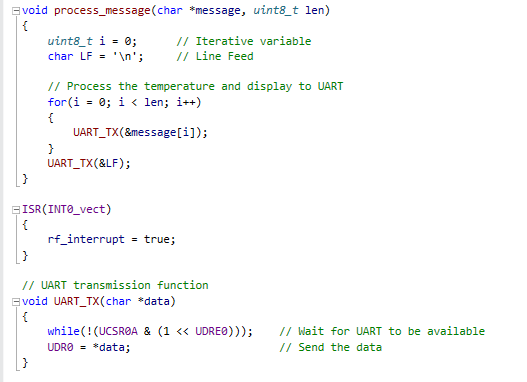 void process_message(char *message, uint8_t len)
{
    uint8_t i = 0;      // Iterative variable
    char LF = '\n';     // Line Feed

    // Process the temperature and display to UART
    for(i = 0; i < len; i++)
    {
        UART_TX(&message[i]);
    }
    UART_TX(&LF);
}

ISR(INT0_vect)
{
    rf_interrupt = true;
}

// UART transmission function
void UART_TX(char *data)
{
    while(!(UCSR0A & (1 << UDRE0)));    // Wait for UART to be available
    UDR0 = *data;                       // Send the data
}